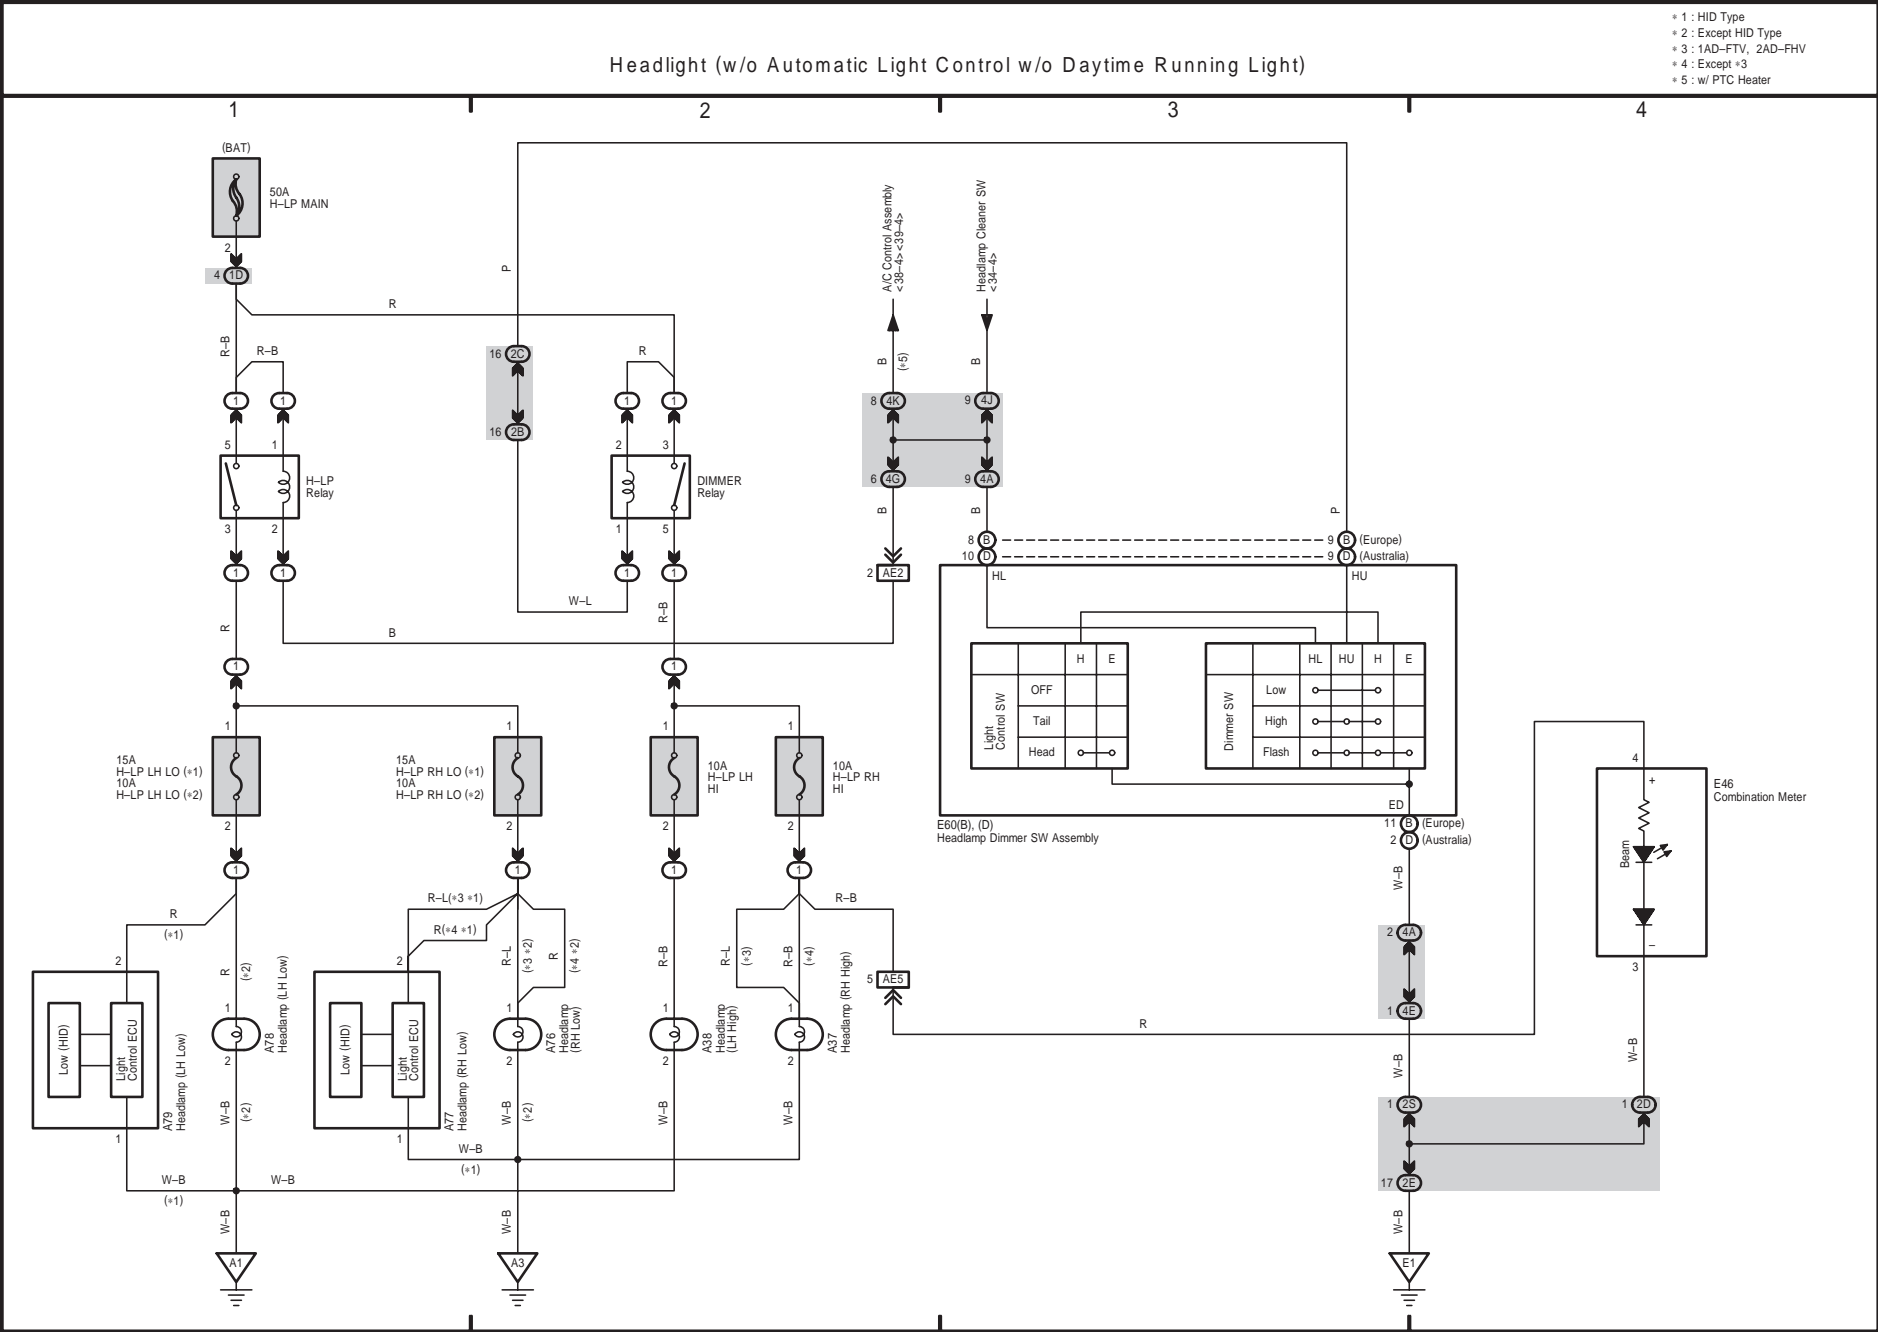 ∗ 1 : HID Type
∗ 2 : Except HID Type
∗ 3 : 1AD–FTV, 2AD–FHV
∗ 4 : Except ∗3
∗ 5 : w/ PTC Heater
Headlight (w/o Automatic Light Control w/o Daytime Running Light)
1
2
3
4
(BAT)
50A
H–LP MAIN
2
4 1D
R
R–B
R–B
1
1
5
1
H–LP
Relay
3
2
1
1
R
B
1
P
16 2C
16 2B
W–L
R
1
1
2
3
DIMMER
Relay
1
5
1
1
R–B
1
A/C Control Assembly
<38–4><39–4>
Headlamp Cleaner SW
<34–4>
B
(∗5)
B
8 4K
9 4J
6 4G
9 4A
B
B
2 AE2
P
8 B
9 B (Europe)
10 D
9 D (Australia)
HL
HU
H
E
Light
Control SW
OFF
Tail
Head
HL
HU
H
E
Dimmer SW
Low
High
Flash
ED
E60(B), (D)
Headlamp Dimmer SW Assembly
11 B (Europe)
2 D (Australia)
W–B
2 4A
1 4E
W–B
1 2S
1 2D
17 2E
W–B
E1
4
+
Beam
–
3
E46
Combination Meter
W–B
1
15A
H–LP LH LO (∗1)
10A
H–LP LH LO (∗2)
2
1
1
15A
H–LP RH LO (∗1)
10A
H–LP RH LO (∗2)
2
1
1
10A
H–LP LH
HI
2
1
1
10A
H–LP RH
HI
2
1
R
(∗1)
R
(∗2)
2
Low (HID)
Light
Control ECU
1
A79
Headlamp (LH Low)
1
2
A78
Headlamp (LH Low)
W–B
(∗2)
R–L(∗3 ∗1)
R(∗4 ∗1)
R–L
(∗3 ∗2)
R
(∗4 ∗2)
2
Low (HID)
Light
Control ECU
1
A77
Headlamp (RH Low)
1
2
A76
Headlamp
(RH Low)
W–B
(∗2)
R–B
1
2
A38
Headlamp
(LH High)
W–B
R–L
(∗3)
R–B
(∗4)
R–B
1
2
A37
Headlamp (RH High)
W–B
5 AE5
R
W–B
(∗1)
W–B
(∗1)
W–B
W–B
A1
W–B
A3